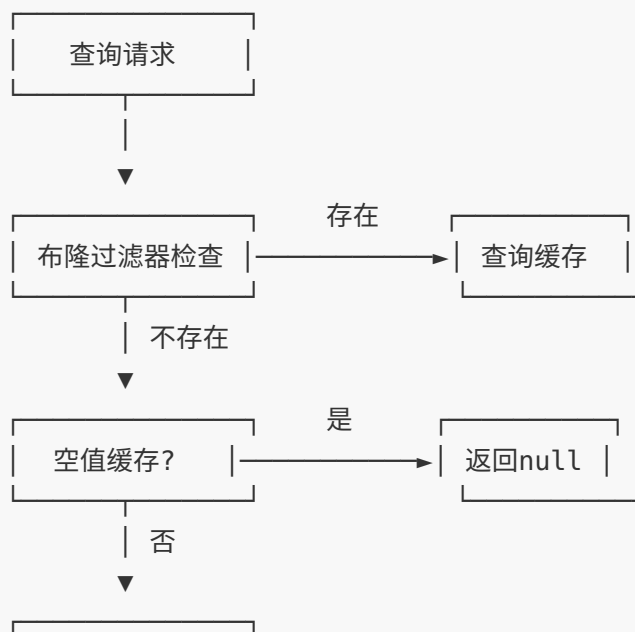 查询请求
存在
布隆过滤器检查
查询缓存
不存在
是
空值缓存?
返回null
否